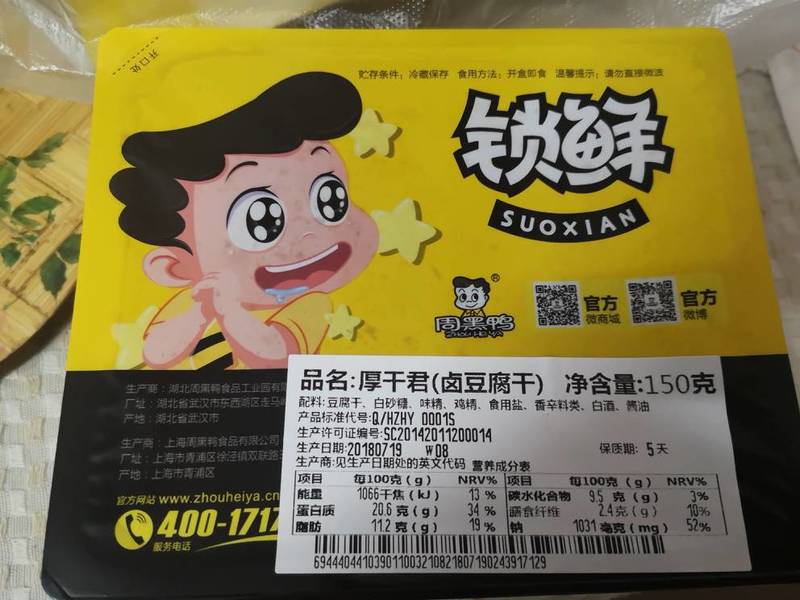 开口处
贮存条件：冷藏保存 食用方法：开盒即食 温馨提示：请勿直接微波
锁鲜
SUOXIAN
周黑鸭
ZHOUHEIYA
官方
微商城
官方
微博
生产商：湖北周黑鸭食品工业园有限
厂址：湖北省武汉市东西湖区走马岭
产地：湖北省武汉市
生产商：上海周黑鸭食品有限公司
厂址：上海市青浦区徐泾镇双联路
产地：上海市青浦区
官方网站 www.zhouheiya.cn
400-1717
服务电话
品名:厚干君(卤豆腐干) 净含量:150克
配料:豆腐干、白砂糖、味精、鸡精、食用盐、香辛料类、白酒、酱油
产品标准代号:Q/HZHY 0001S
生产许可证编号:SC20142011200014
生产日期:20180719 W08 保质期: 5 天
生产商:见生产日期处的英文代码 营养成分表
项目 每100克(g) NRV% 项目 每100克(g) NRV%
能量 1066千焦(kJ) 13 % 碳水化合物 9.5 克(g) 3%
蛋白质 20.6 克(g) 34 % 膳食纤维 2.4 克(g) 10%
脂肪 11.2 克(g) 19 % 钠 1031 毫克(mg) 52%
69444044103901100321082180719024391​7129